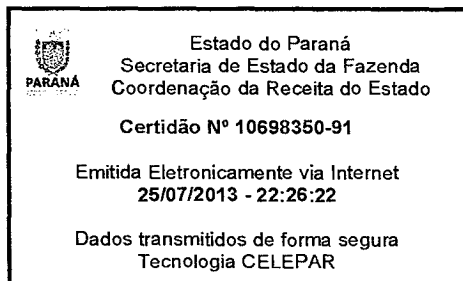 Estado do Paraná
Secretaria de Estado da Fazenda
PARANÁ
Coordenação da Receita do Estado
Certidão Nº 10698350-91
Emitida Eletronicamente via Internet
25/07/2013 - 22:26:22
Dados transmitidos de forma segura
Tecnologia CELEPAR